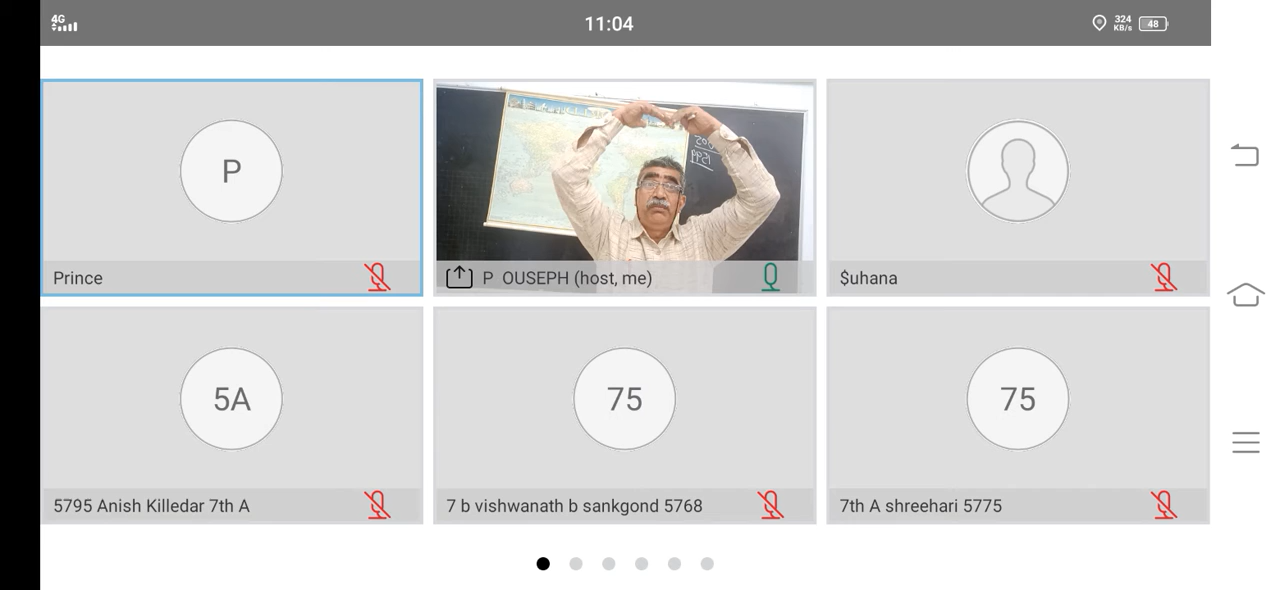 4G
11:04
324
KB/s
48
P
Prince
P OUSEPH (host, me)
$uhana
5A
5795 Anish Killedar 7th A
75
7 b vishwanath b sankgond 5768
75
7th A shreehari 5775